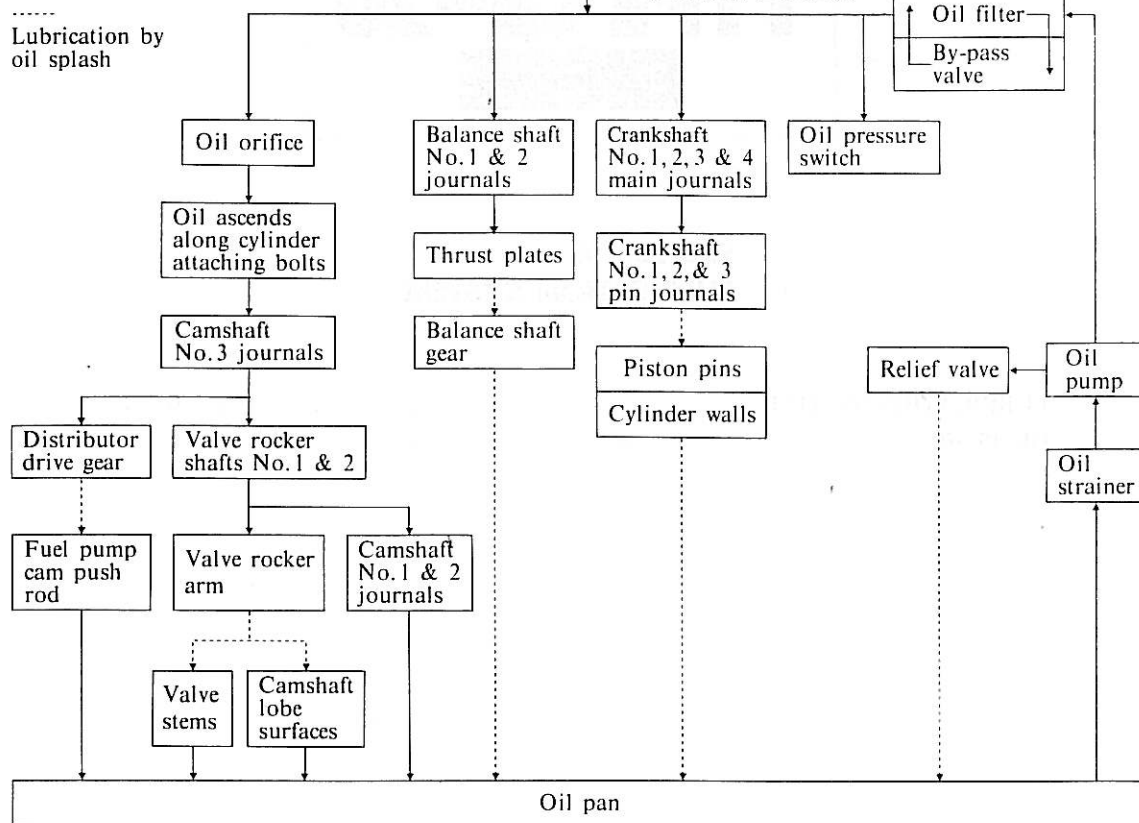 Lubrication by
oil splash
Oil filter
By-pass
valve
Oil orifice
Balance shaft
No. 1 & 2
journals
Crankshaft
No. 1, 2, 3 & 4
main journals
Oil pressure
switch
Oil ascends
along cylinder
attaching bolts
Thrust plates
Crankshaft
No. 1, 2, & 3
pin journals
Camshaft
No. 3 journals
Balance shaft
gear
Piston pins
Cylinder walls
Relief valve
Oil
pump
Distributor
drive gear
Valve rocker
shafts No. 1 & 2
Oil
strainer
Fuel pump
cam push
rod
Valve rocker
arm
Camshaft
No. 1 & 2
journals
Valve
stems
Camshaft
lobe
surfaces
Oil pan